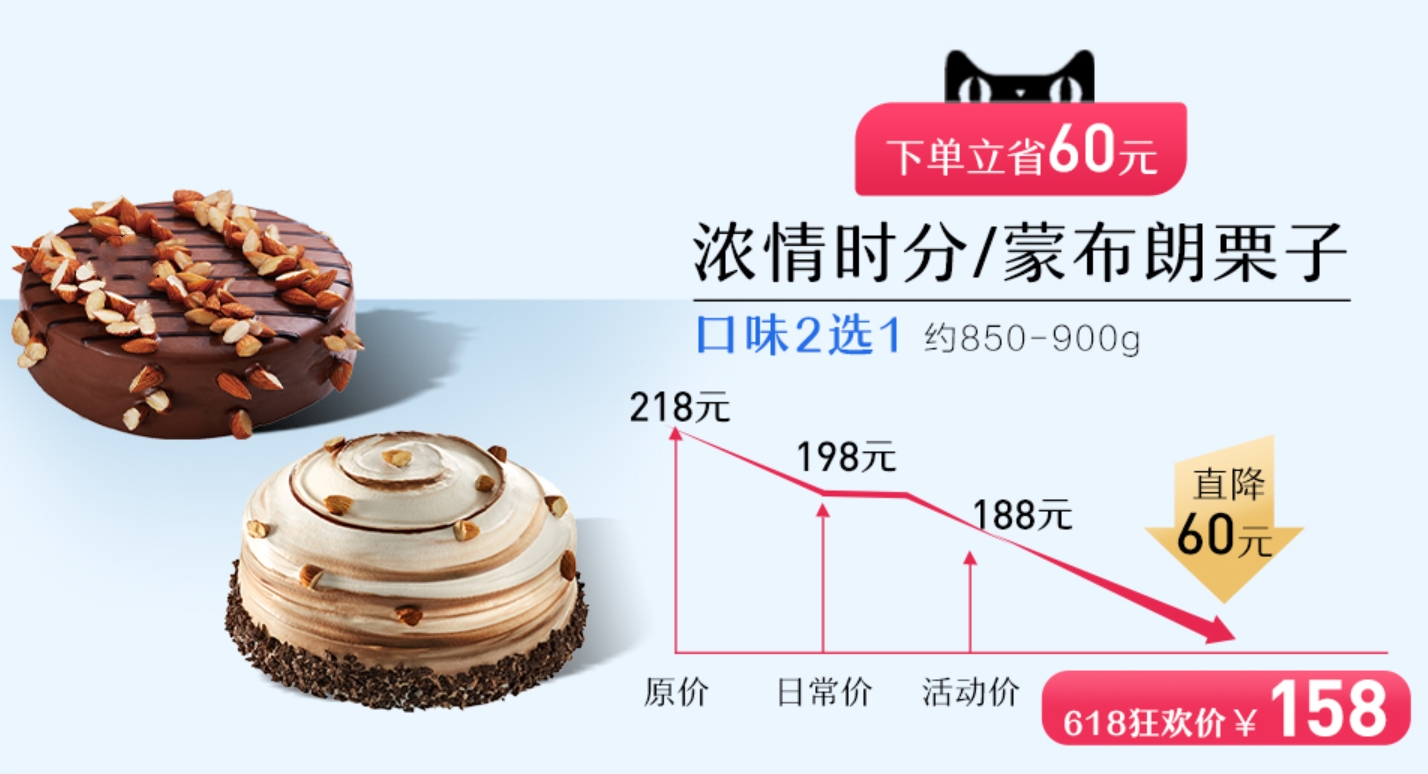 下单立省60元
浓情时分/蒙布朗栗子
口味2选1 约850-900g
218元
198元
188元
直降
60元
原价 日常价 活动价
618狂欢价￥158